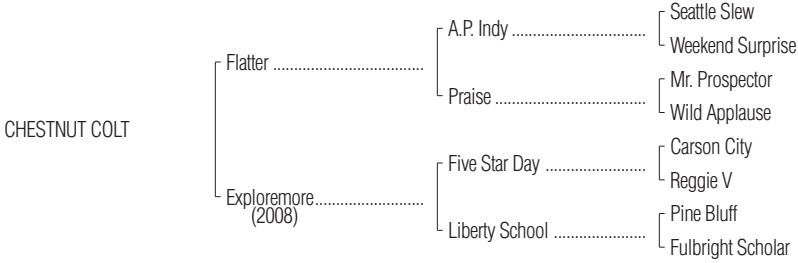 Seattle Slew
A.P. Indy
Weekend Surprise
Flatter
Mr. Prospector
Praise
Wild Applause
CHESTNUT COLT
Carson City
Five Star Day
Reggie V
Exploremore
(2008)
Pine Bluff
Liberty School
Fulbright Scholar